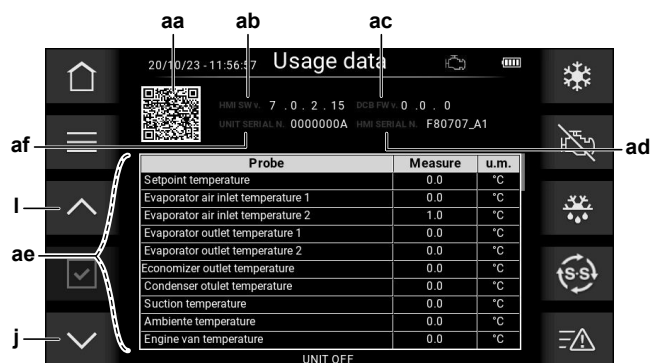 aa ab ac
20/10/23 - 11:56:57 Usage data
HMI SW v. 7 . 0 . 2 . 15 DCB FW v. 0 . 0 . 0
UNIT SERIAL N. 0000000A HMI SERIAL N. F80707_A1
af ad
Probe Measure u.m.
Setpoint temperature 0.0 °C
Evaporator air inlet temperature 1 0.0 °C
l
Evaporator air inlet temperature 2 1.0 °C
Evaporator outlet temperature 1 0.0 °C
ae
Evaporator outlet temperature 2 0.0 °C
Economizer outlet temperature 0.0 °C
S·S
Condenser otulet temperature 0.0 °C
Suction temperature 0.0 °C
Ambiente temperature 0.0 °C
j
Engine van temperature 0.0 °C
UNIT OFF